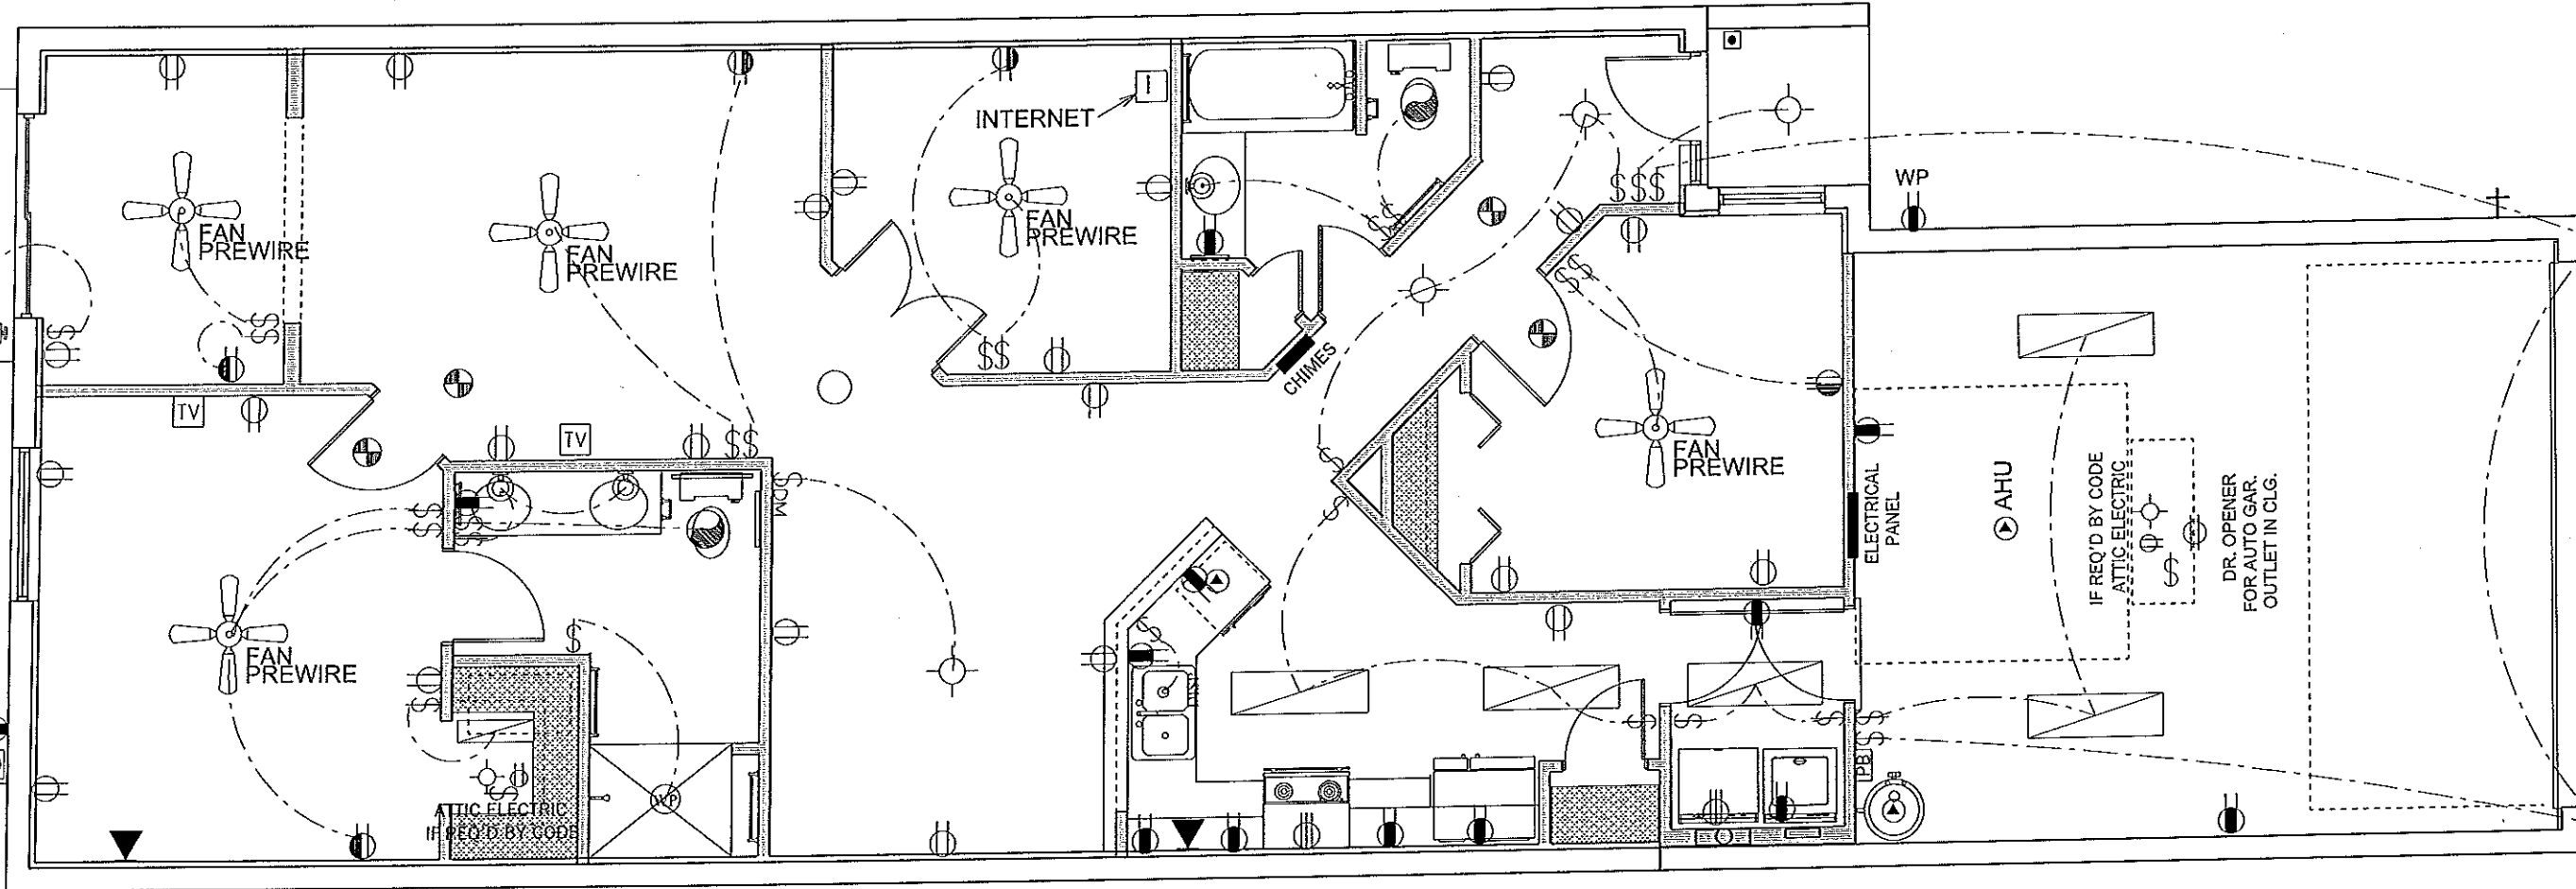 INTERNET
FAN
PREWIRE
FAN
PREWIRE
FAN
PREWIRE
WP
CHIMES
TV
TV
FAN
PREWIRE
ELECTRICAL
PANEL
AHU
IF REQ'D BY CODE
ATTIC ELECTRIC
DR. OPENER
FOR AUTO GAR.
OUTLET IN CLG.
DM
FAN
PREWIRE
PB
WP
ATTIC ELECTRIC
IF REQ'D BY CODE